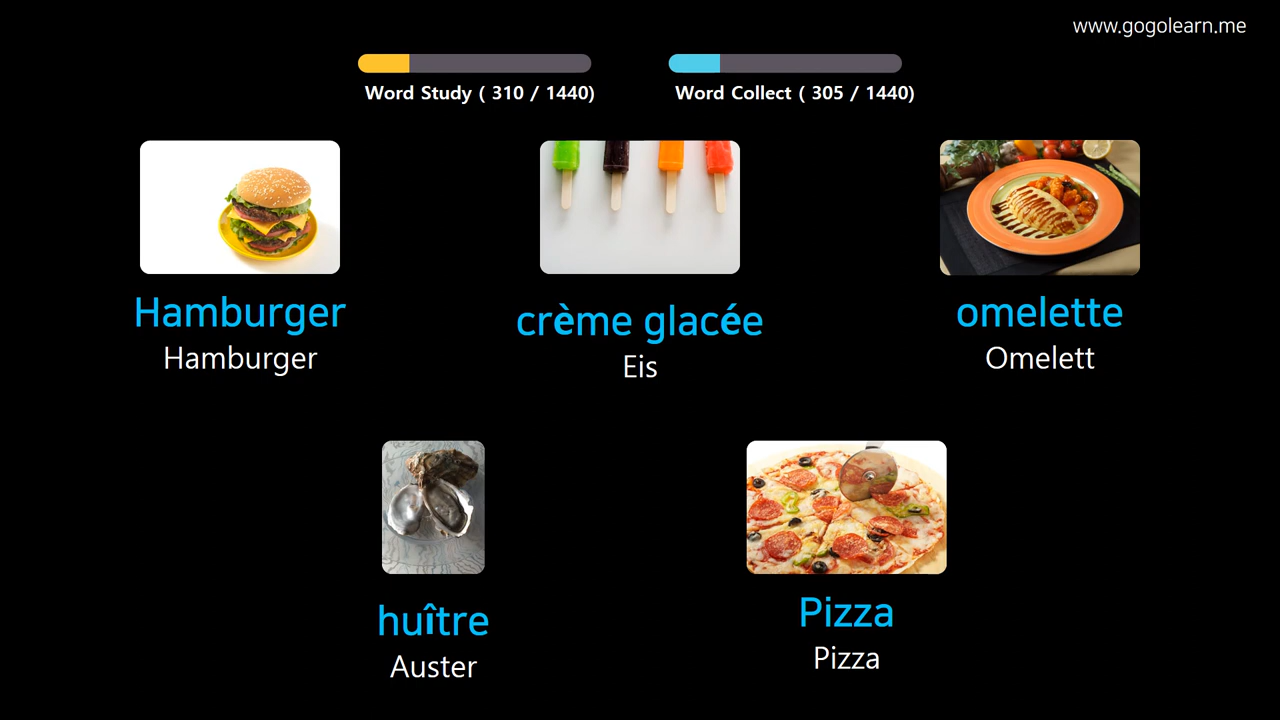 www.gogolearn.me
Word Study ( 310 / 1440)
Word Collect ( 305 / 1440)
Hamburger
Hamburger
crème glacée
Eis
omelette
Omelett
huître
Auster
Pizza
Pizza